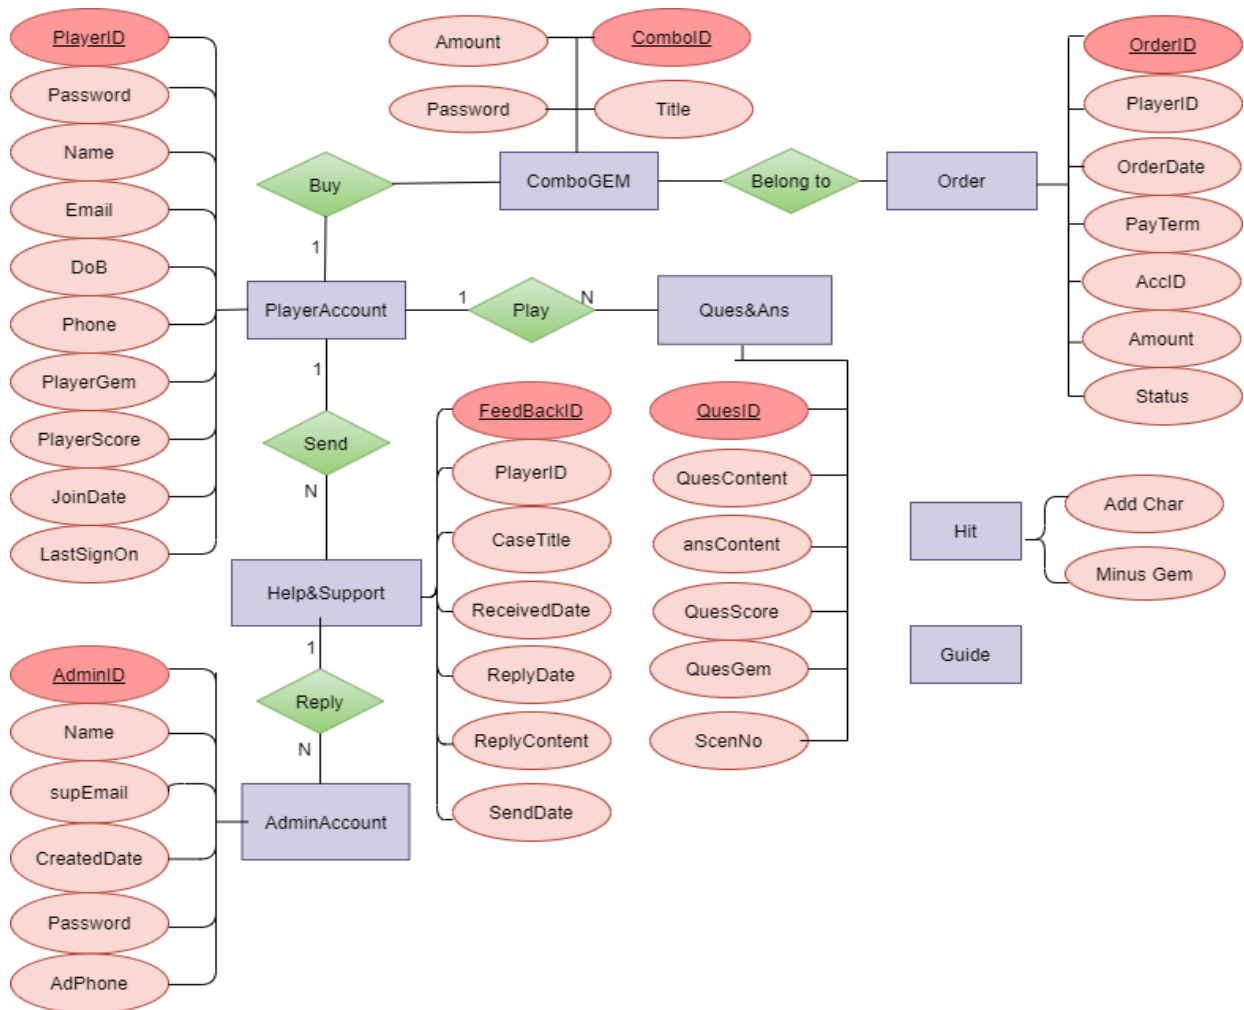 PlayerID
Password
Name
Email
DoB
Phone
PlayerGem
PlayerScore
JoinDate
LastSignOn
Amount
ComboID
Password
Title
Buy
ComboGEM
Belong to
Order
OrderID
PlayerID
OrderDate
PayTerm
AccID
Amount
Status
1
PlayerAccount
1
Play
N
Ques&Ans
1
Send
N
Help&Support
FeedBackID
PlayerID
CaseTitle
ReceivedDate
ReplyDate
ReplyContent
SendDate
QuesID
QuesContent
ansContent
QuesScore
QuesGem
ScenNo
Hit
Add Char
Minus Gem
Guide
1
Reply
N
AdminAccount
AdminID
Name
supEmail
CreatedDate
Password
AdPhone